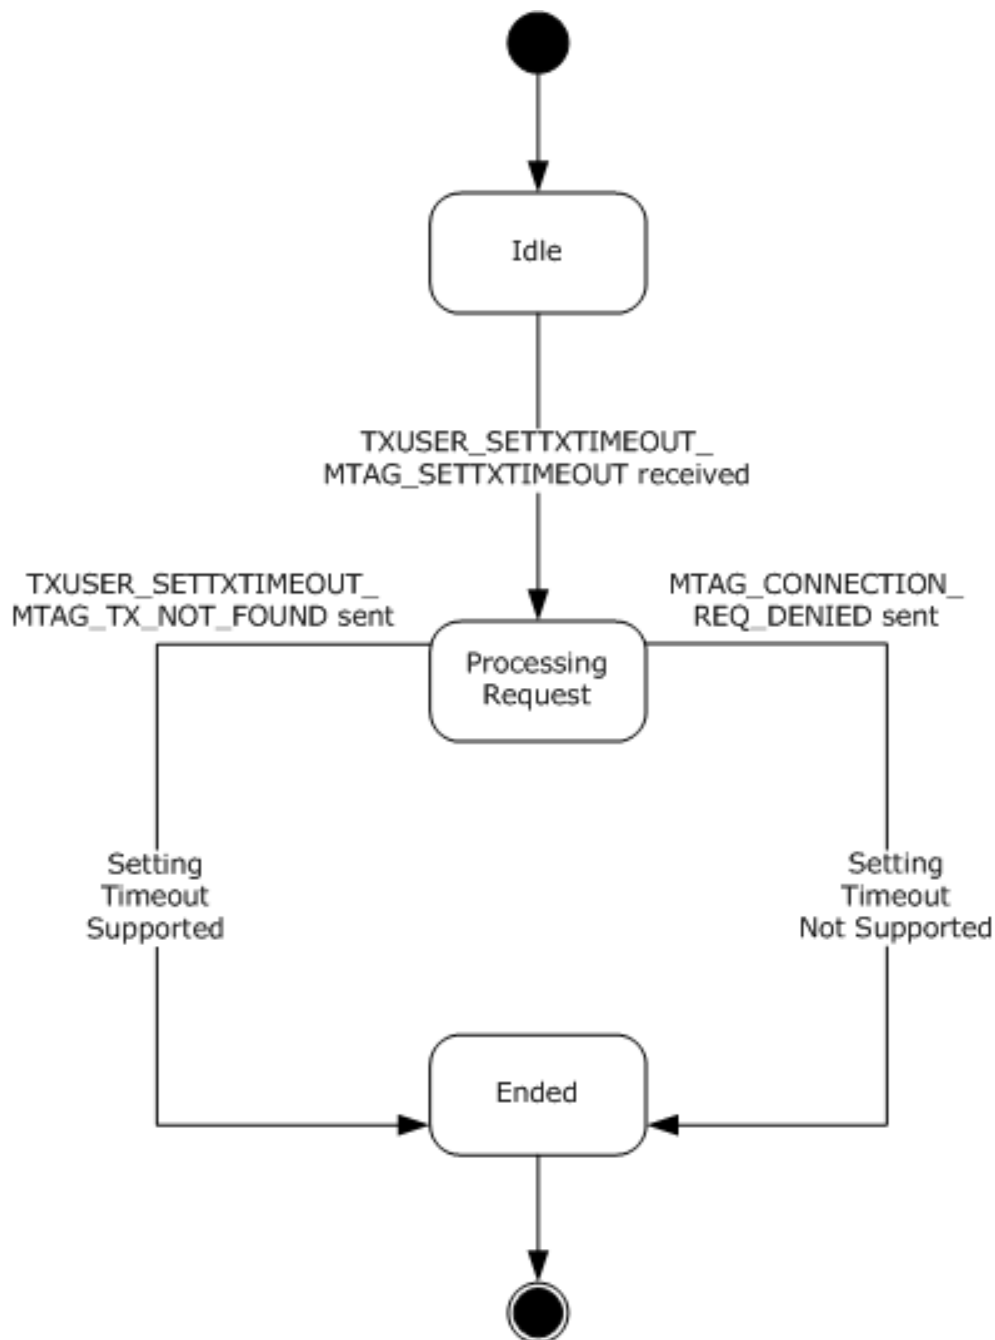 Idle
TXUSER_SETTXTIMEOUT_
MTAG_SETTXTIMEOUT received
TXUSER_SETTXTIMEOUT_
MTAG_TX_NOT_FOUND sent
MTAG_CONNECTION_
REQ_DENIED sent
Processing
Request
Setting
Timeout
Supported
Setting
Timeout
Not Supported
Ended